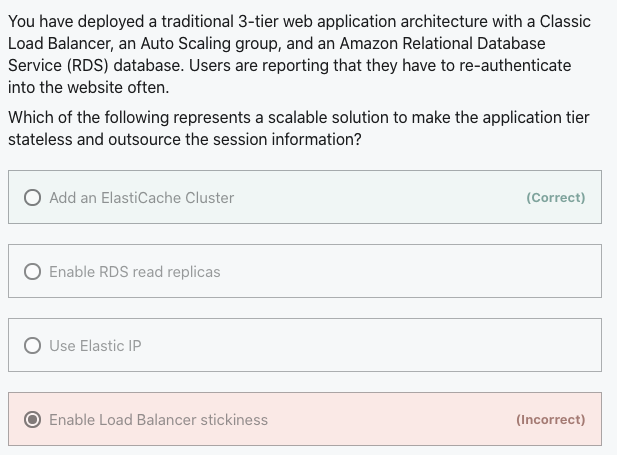 You have deployed a traditional 3-tier web application architecture with a Classic
Load Balancer, an Auto Scaling group, and an Amazon Relational Database
Service (RDS) database. Users are reporting that they have to re-authenticate
into the website often.
Which of the following represents a scalable solution to make the application tier
stateless and outsource the session information?
Add an ElastiCache Cluster (Correct)
Enable RDS read replicas
Use Elastic IP
Enable Load Balancer stickiness (Incorrect)